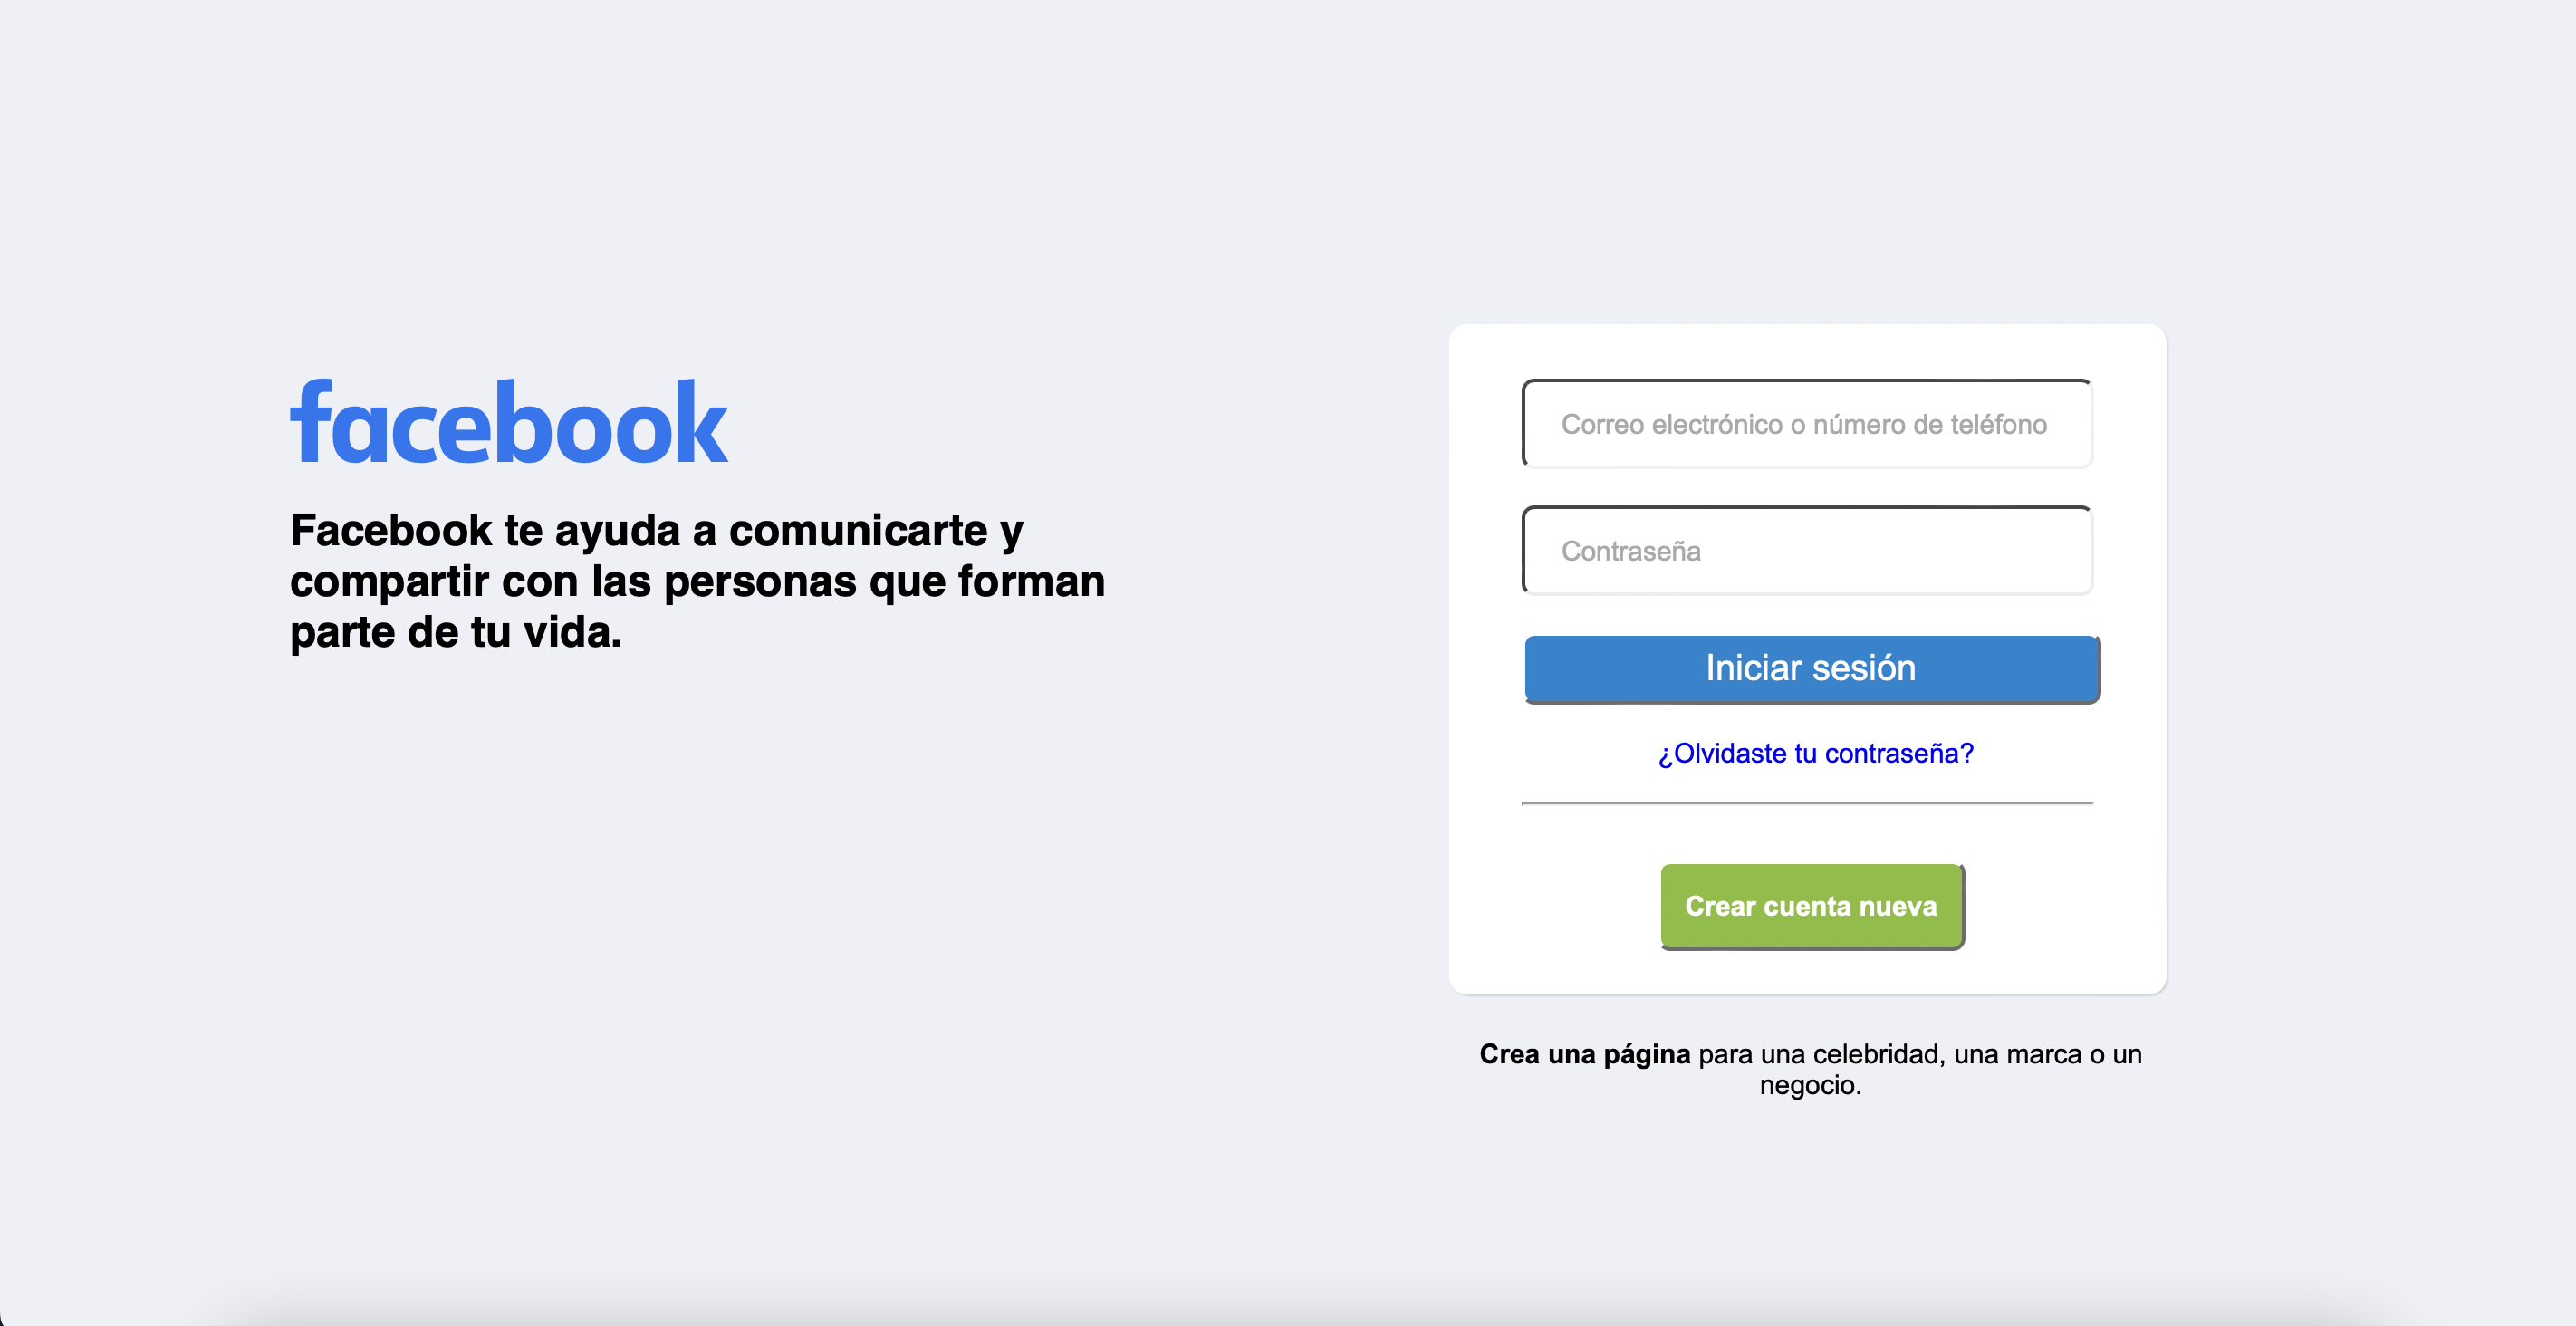 facebook
Facebook te ayuda a comunicarte y
compartir con las personas que forman
parte de tu vida.
Correo electrónico o número de teléfono
Contraseña
Iniciar sesión
¿Olvidaste tu contraseña?
Crear cuenta nueva
Crea una página para una celebridad, una marca o un
negocio.